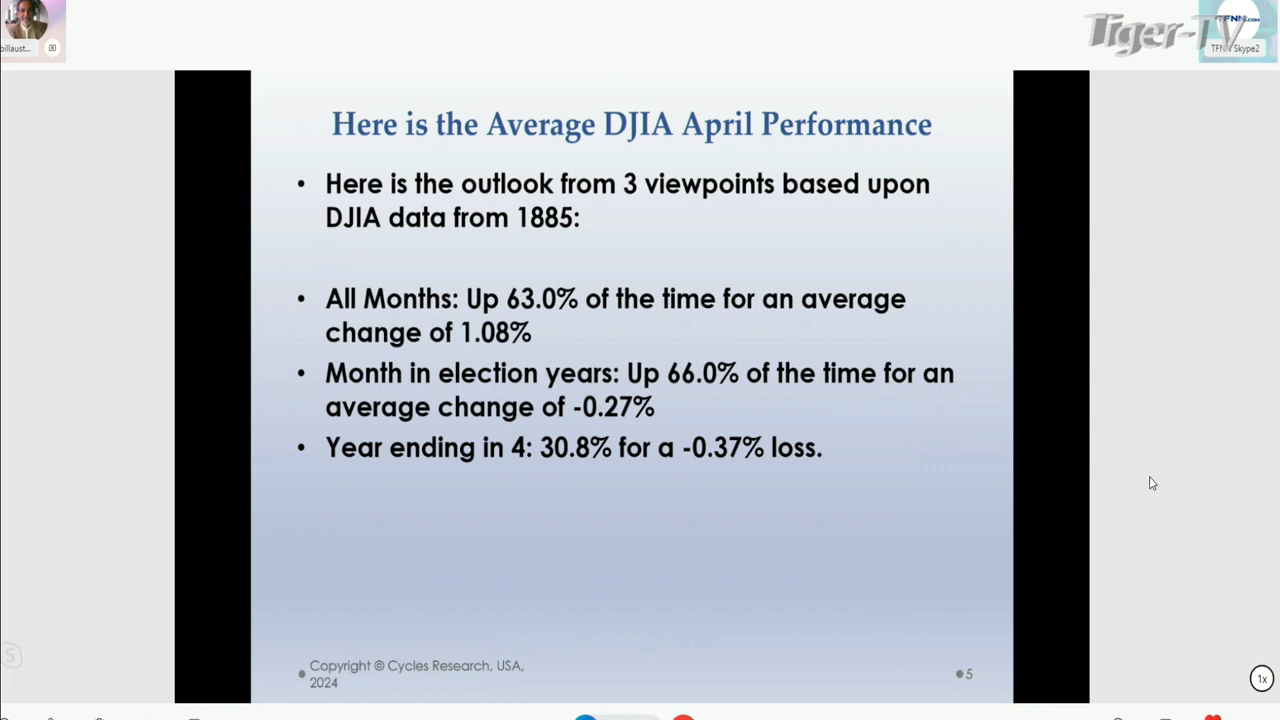 Tiger-TV
TFNN.COM
billaust...
TFNN Skype2
Here is the Average DJIA April Performance
• Here is the outlook from 3 viewpoints based upon
DJIA data from 1885:
• All Months: Up 63.0% of the time for an average
change of 1.08%
• Month in election years: Up 66.0% of the time for an
average change of -0.27%
• Year ending in 4: 30.8% for a -0.37% loss.
S
Copyright © Cycles Research, USA,
2024
5
1x